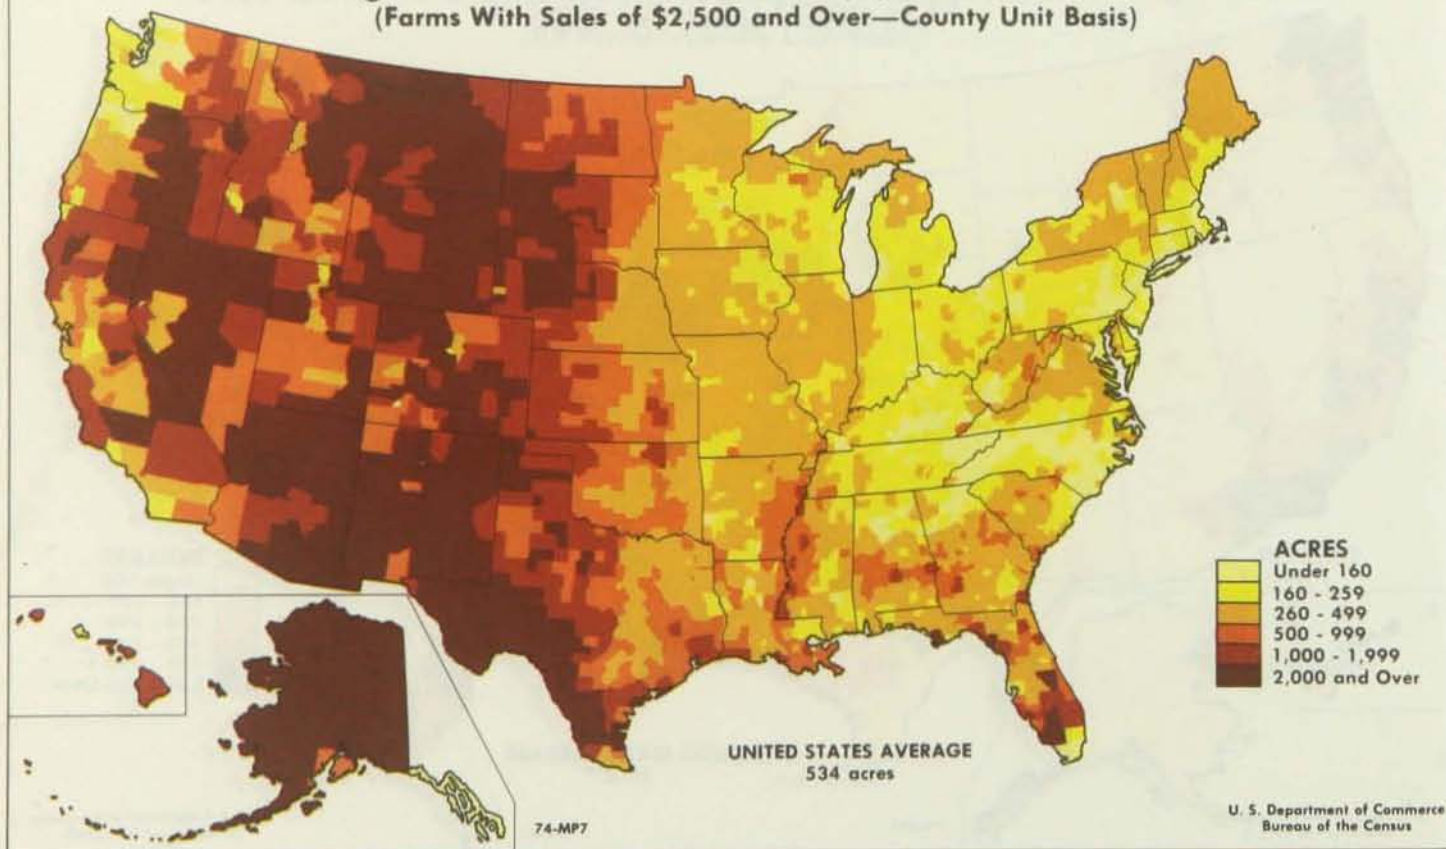 (Farms With Sales of $2,500 and Over—County Unit Basis)
ACRES
Under 160
160 - 259
260 - 499
500 - 999
1,000 - 1,999
2,000 and Over
UNITED STATES AVERAGE
534 acres
74-MP7
U. S. Department of Commerce
Bureau of the Census